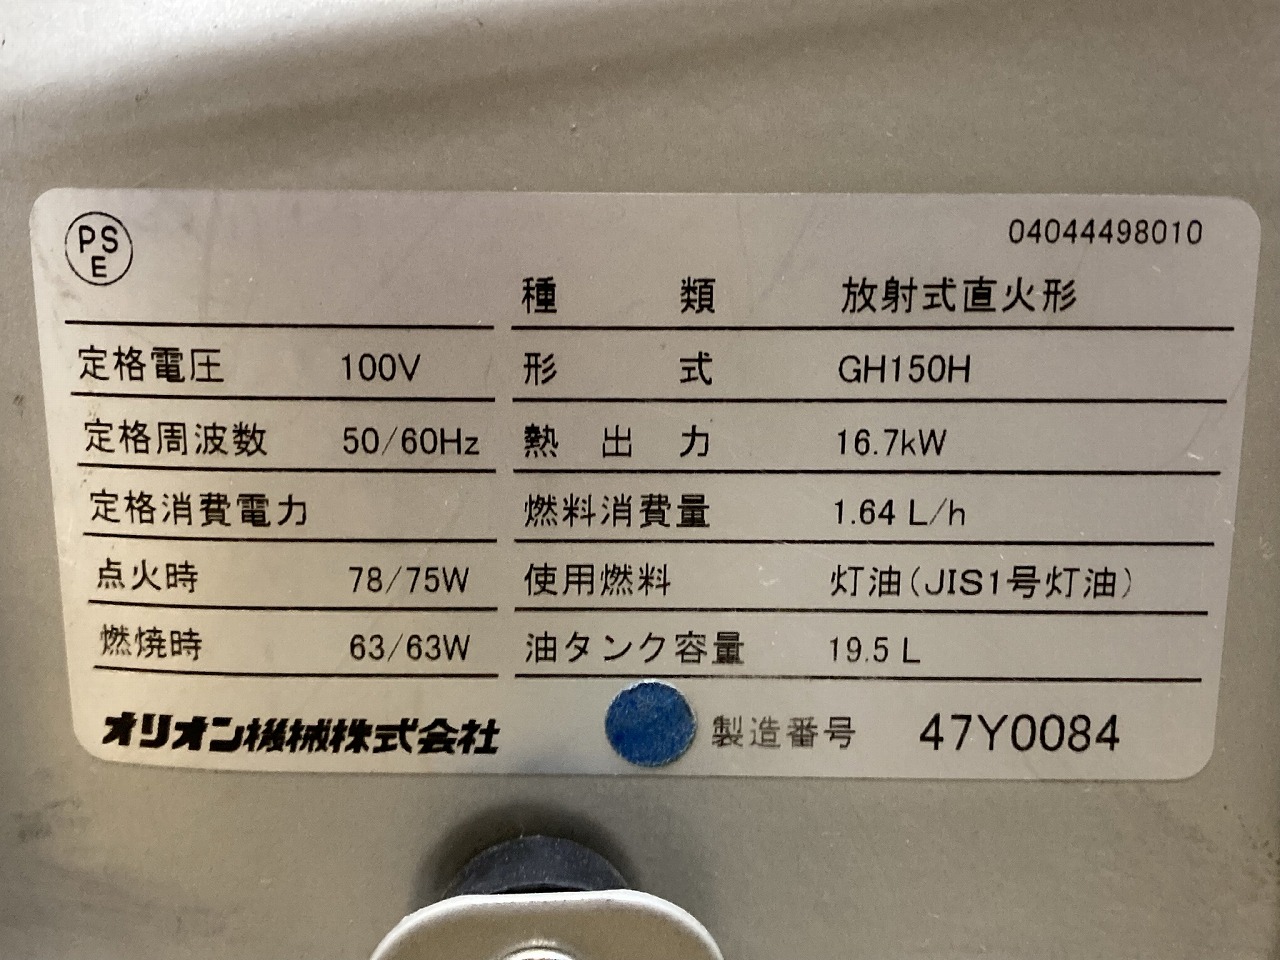 PS
E
04044498010
種類 放射式直火形
定格電圧 100V 形式 GH150H
定格周波数 50/60Hz 熱出力 16.7kW
定格消費電力 燃料消費量 1.64 L/h
点火時 78/75W 使用燃料 灯油(JIS1号灯油)
燃焼時 63/63W 油タンク容量 19.5 L
オリオン機械株式会社 製造番号 47Y0084